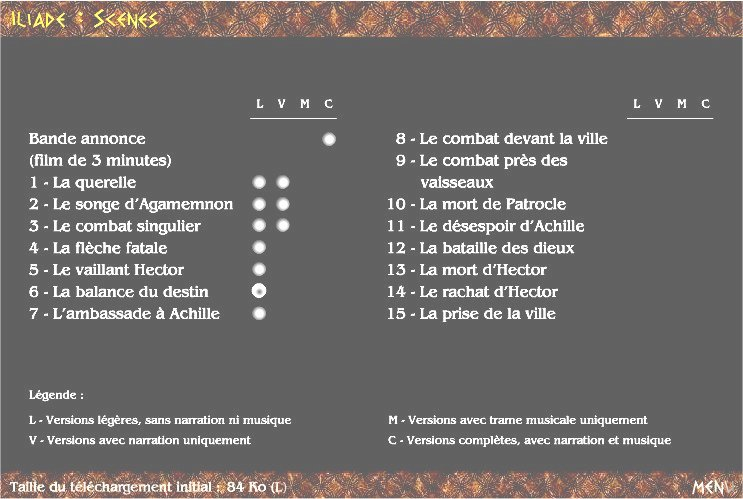 Iliade : Scenes
L V M C
Bande annonce
(film de 3 minutes)
1 - La querelle
2 - Le songe d'Agamemnon
3 - Le combat singulier
4 - La flèche fatale
5 - Le vaillant Hector
6 - La balance du destin
7 - L'ambassade à Achille
L V M C
8 - Le combat devant la ville
9 - Le combat près des
vaisseaux
10 - La mort de Patrocle
11 - Le désespoir d'Achille
12 - La bataille des dieux
13 - La mort d'Hector
14 - Le rachat d'Hector
15 - La prise de la ville
Légende :
L - Versions légères, sans narration ni musique
V - Versions avec narration uniquement
M - Versions avec trame musicale uniquement
C - Versions complètes, avec narration et musique
Taille du téléchargement initial : 84 Ko (L)
MEN